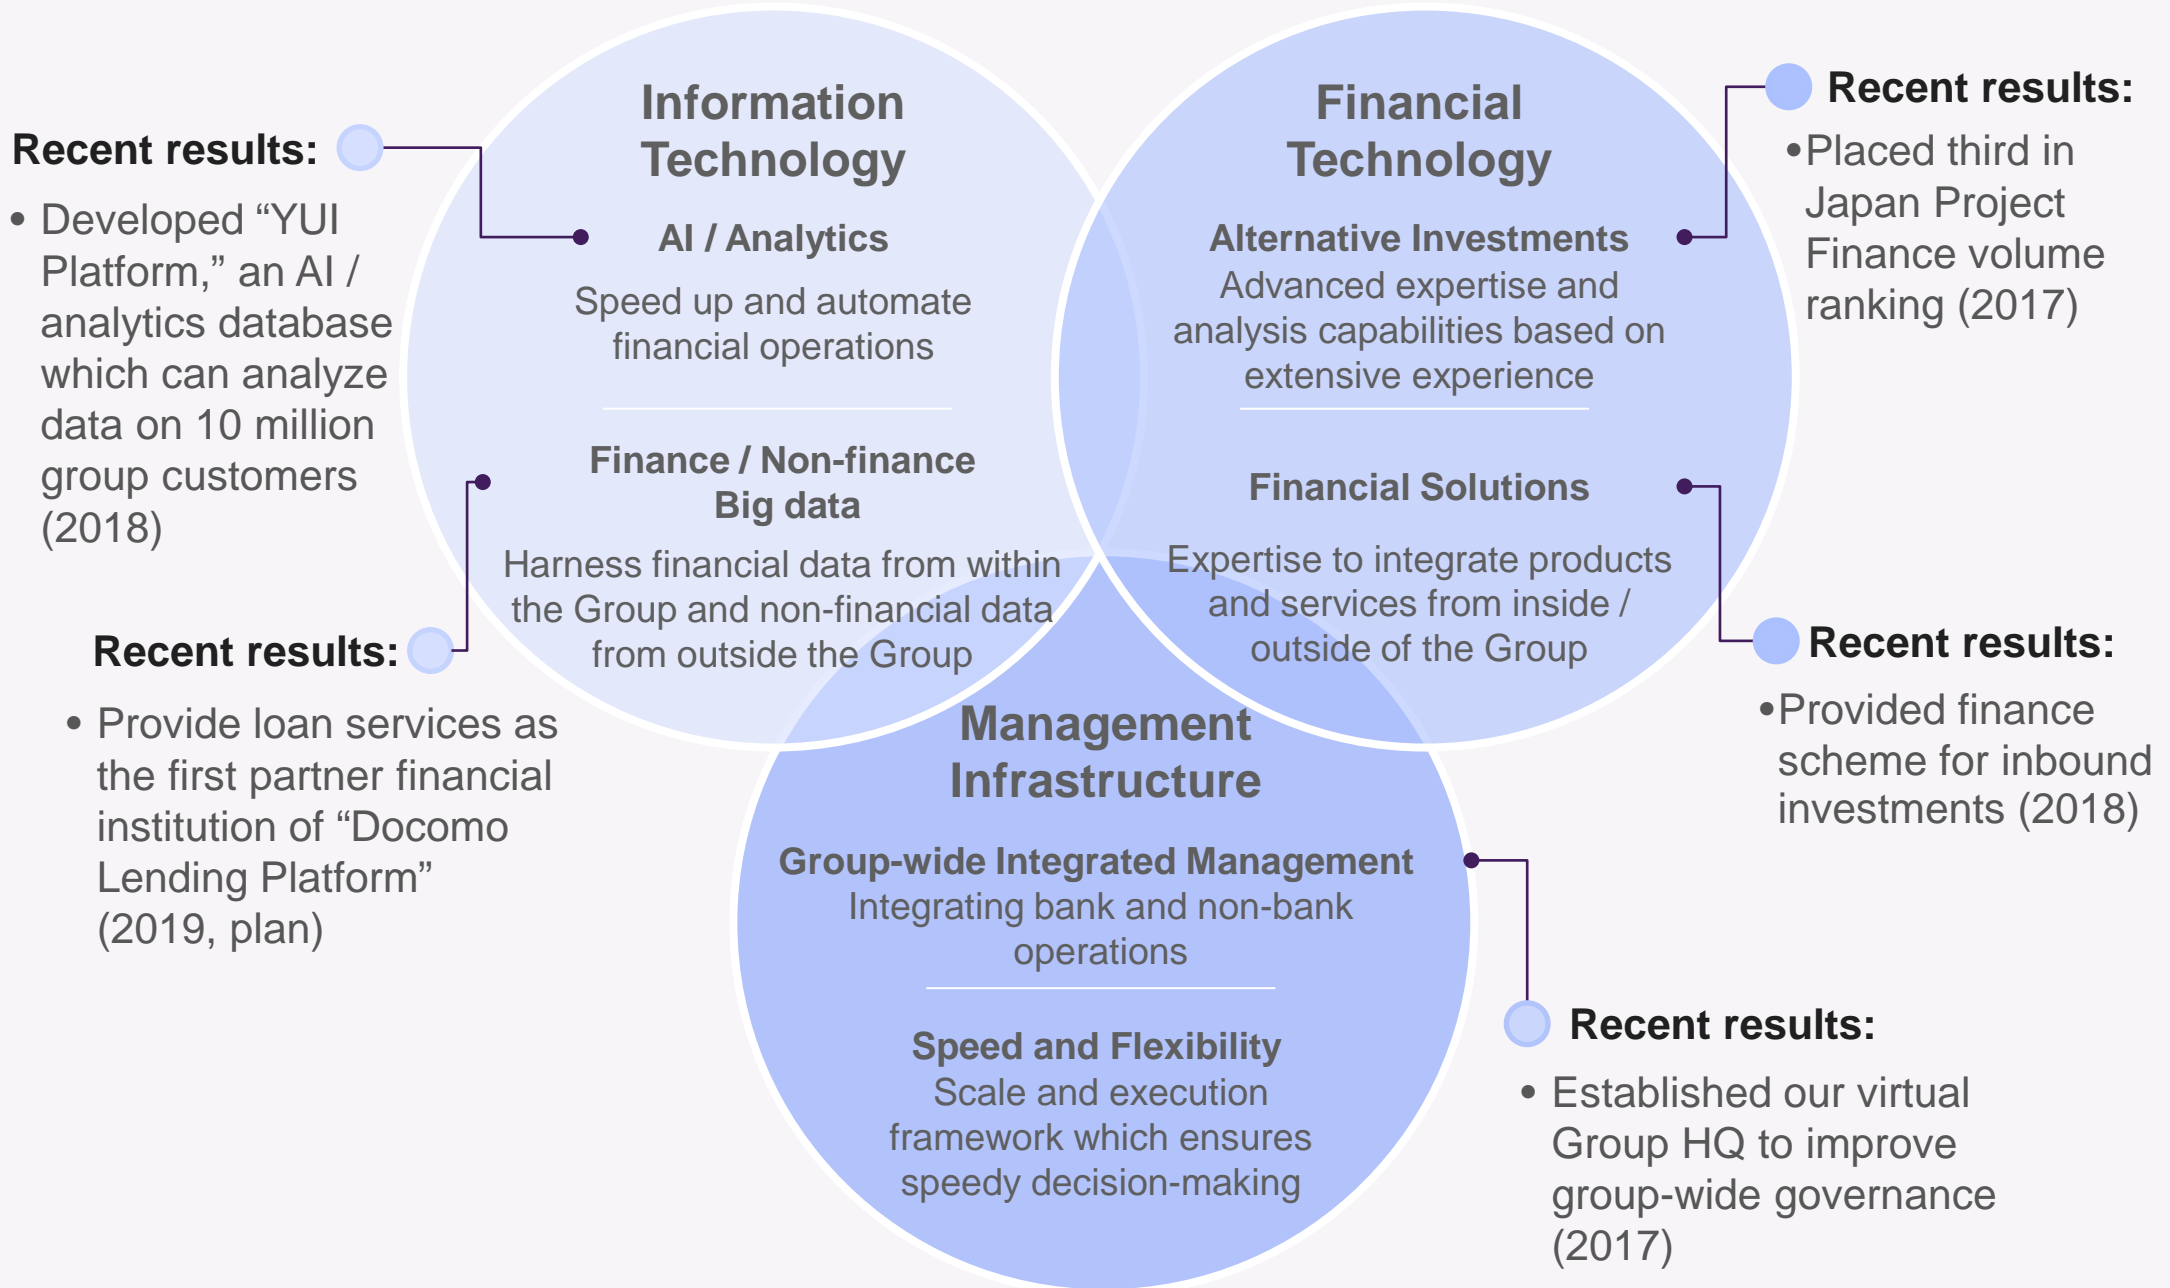 Information
Technology
AI / Analytics
Speed up and automate
financial operations
Finance / Non-finance
Big data
Harness financial data from within
the Group and non-financial data
from outside the Group
Recent results:
• Developed “YUI
Platform,” an AI /
analytics database
which can analyze
data on 10 million
group customers
(2018)
Recent results:
• Provide loan services as
the first partner financial
institution of “Docomo
Lending Platform”
(2019, plan)
Financial
Technology
Alternative Investments
Advanced expertise and
analysis capabilities based on
extensive experience
Financial Solutions
Expertise to integrate products
and services from inside /
outside of the Group
Recent results:
•Placed third in
Japan Project
Finance volume
ranking (2017)
Recent results:
•Provided finance
scheme for inbound
investments (2018)
Management
Infrastructure
Group-wide Integrated Management
Integrating bank and non-bank
operations
Speed and Flexibility
Scale and execution
framework which ensures
speedy decision-making
Recent results:
• Established our virtual
Group HQ to improve
group-wide governance
(2017)